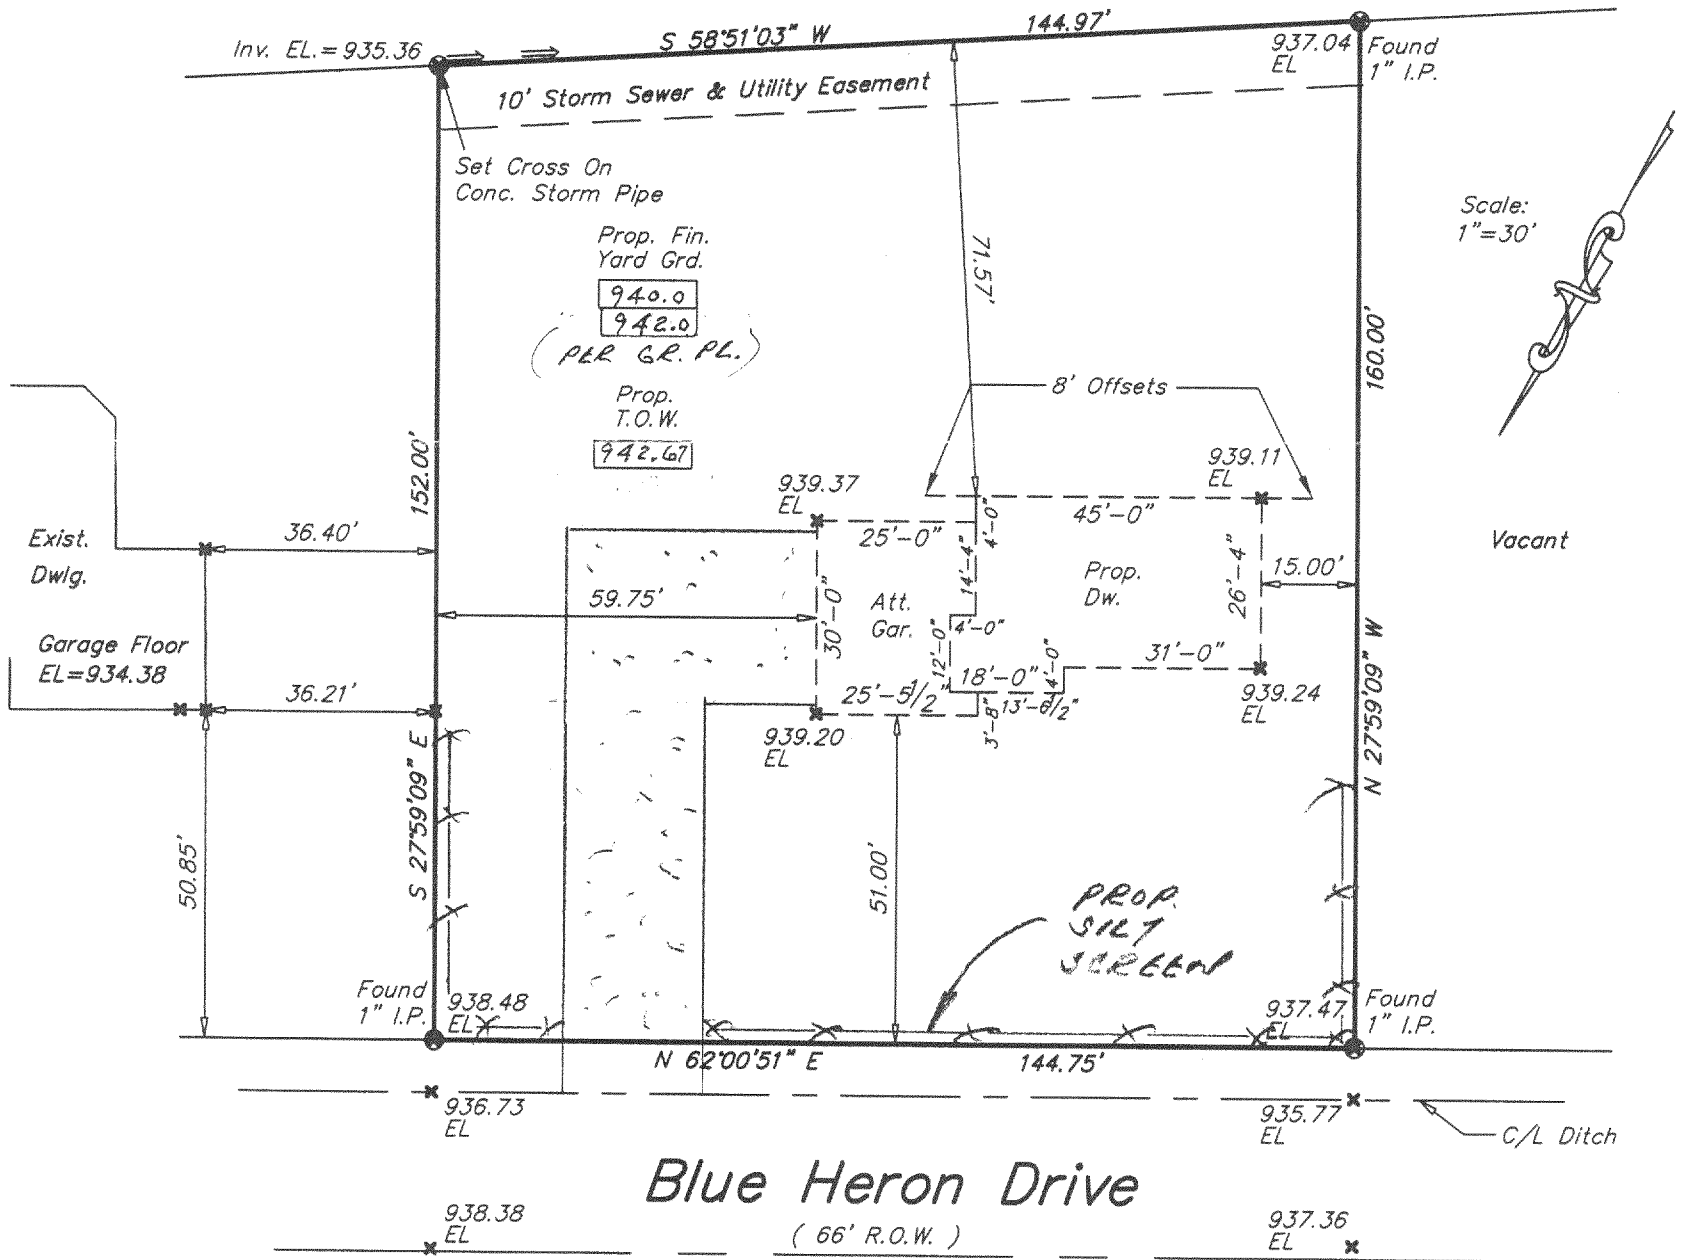 Inv. EL.= 935.36
S 58°51'03" W
144.97'
937.04
EL
Found
1" I.P.
10' Storm Sewer & Utility Easement
Set Cross On
Conc. Storm Pipe
Scale:
1"=30'
Prop. Fin.
Yard Grd.
940.0
942.0
(PER GR. PL.)
Prop.
T.O.W.
942.67
71.57'
160.00'
152.00'
8' Offsets
939.37
EL
939.11
EL
Exist.
Dwlg.
36.40'
25'-0"
4'-0"
45'-0"
Vacant
59.75'
30'-0"
Att.
Gar.
14'-4"
Prop.
Dw.
26'-4"
15.00'
Garage Floor
EL=934.38
4'-0"
12'-0"
18'-0"
4'-0"
31'-0"
36.21'
25'-5 1/2"
3'-8"
13'-6 1/2"
939.20
EL
939.24
EL
S 27°59'09" E
N 27°59'09" W
50.85'
51.00'
PROP.
SILT
SCREEN
Found
1" I.P.
938.48
EL
937.47
EL
Found
1" I.P.
N 62°00'51" E
144.75'
936.73
EL
935.77
EL
C/L Ditch
Blue Heron Drive
( 66' R.O.W. )
938.38
EL
937.36
EL